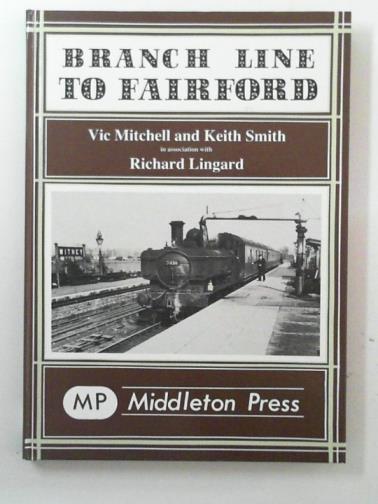 BRANCH LINE
TO FAIRFORD
Vic Mitchell and Keith Smith
in association with
Richard Lingard
WITNEY
MP Middleton Press